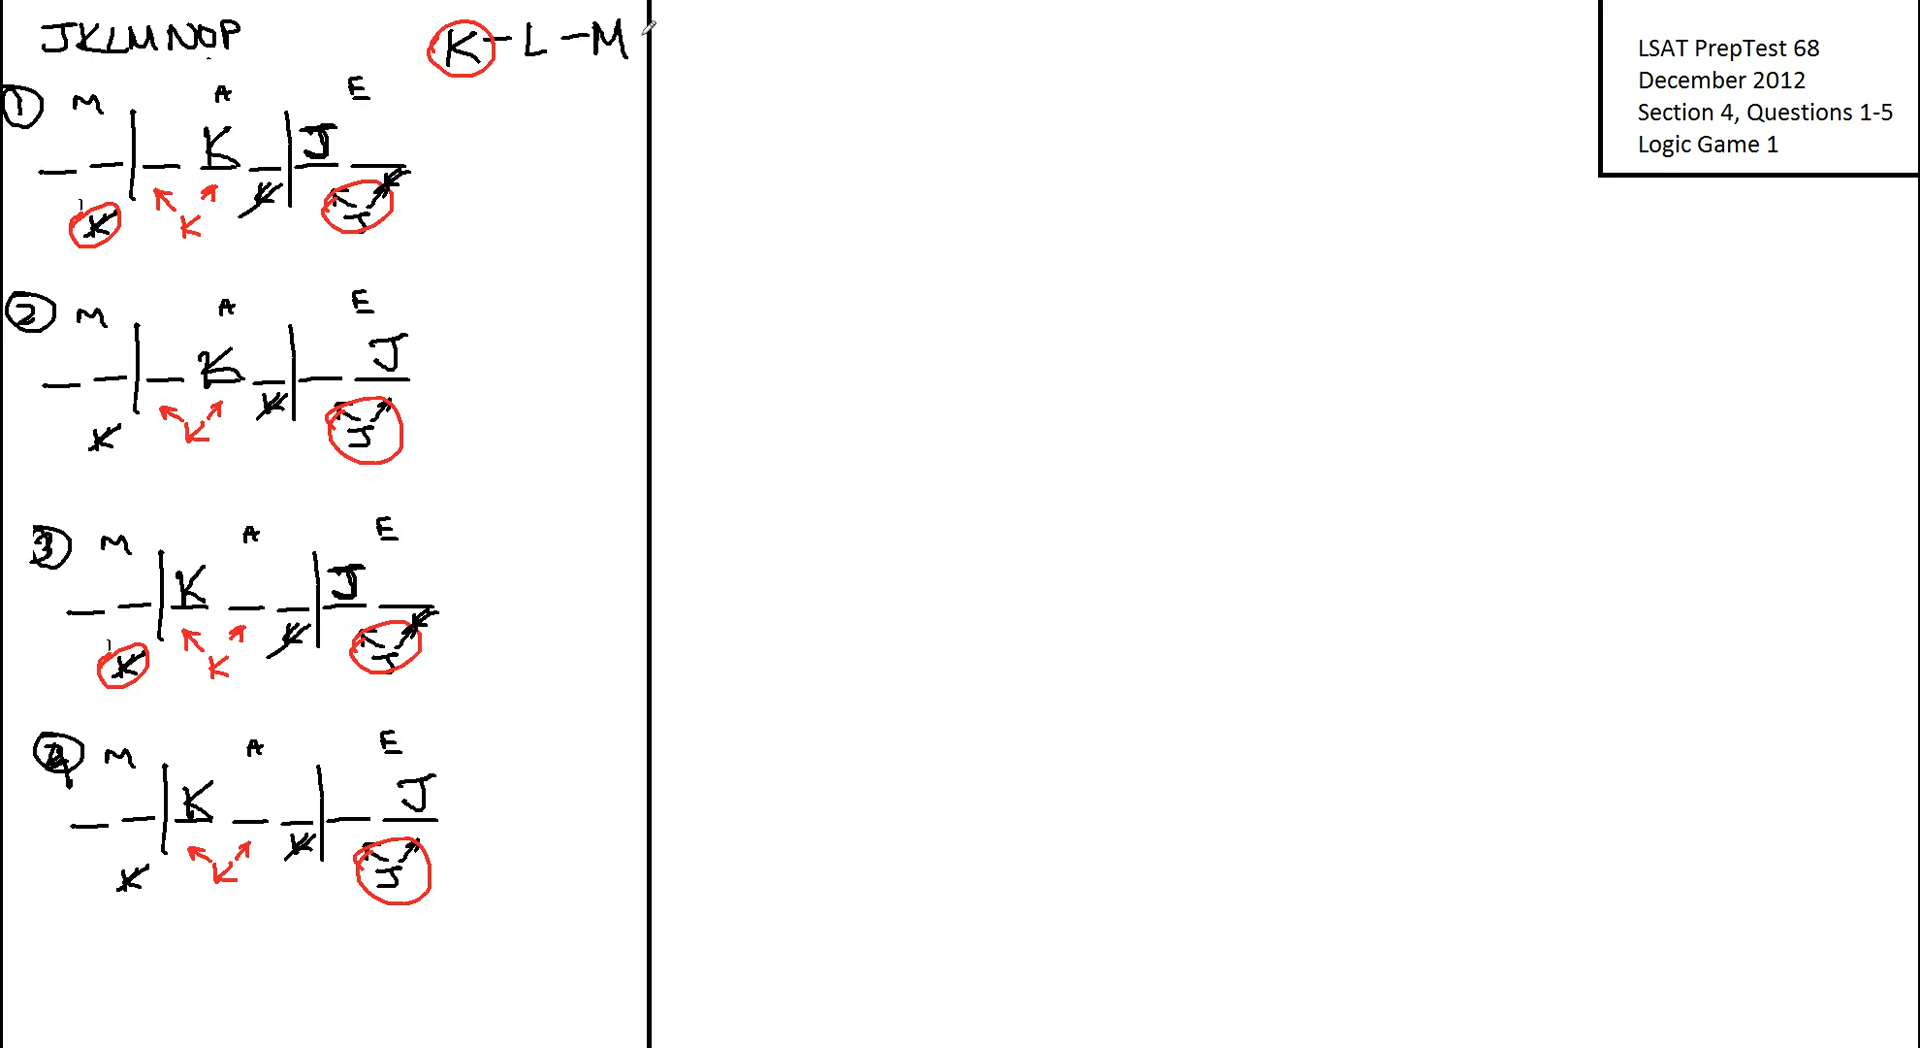 JKLMNOP
K - L - M
1 M A E
K J
K K K J
2 M A E
K J
K K K J
3 M A E
K J
K K K J
4 M A E
K J
K K K J
LSAT PrepTest 68
December 2012
Section 4, Questions 1-5
Logic Game 1